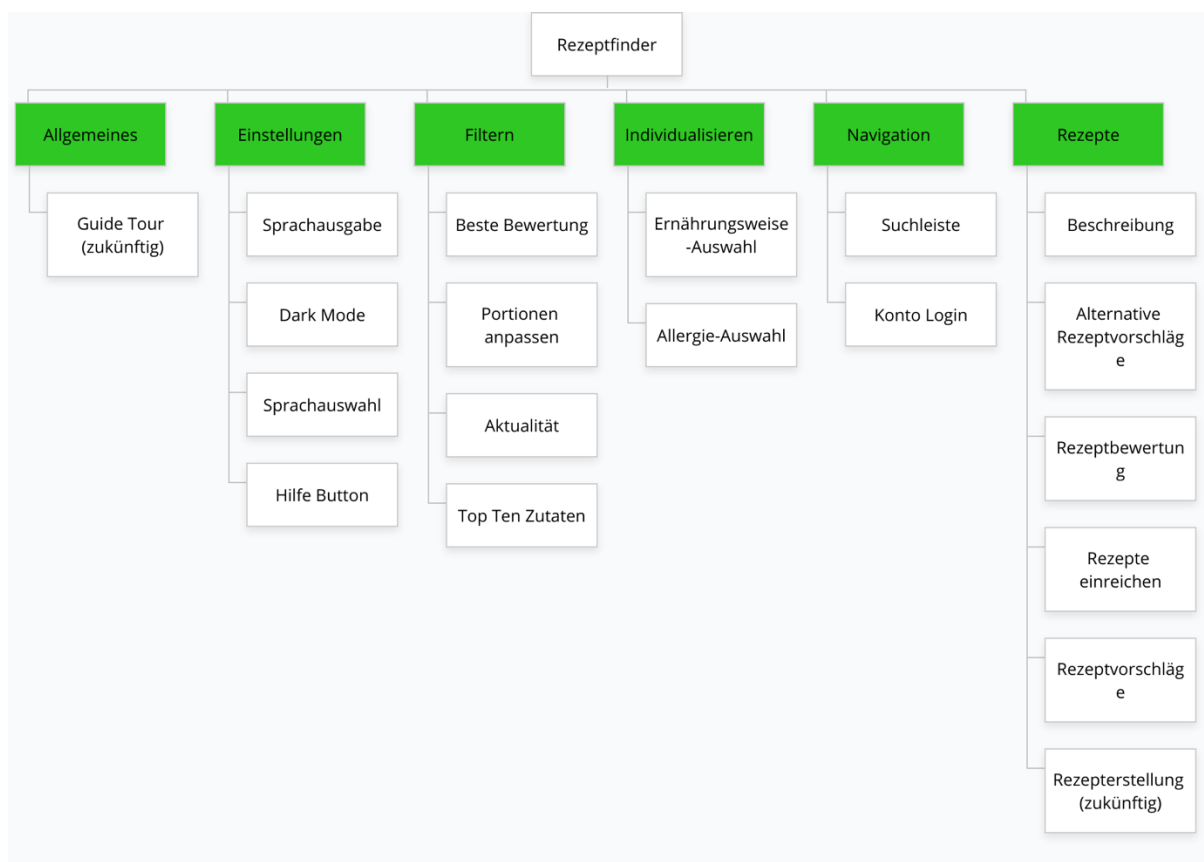 Rezeptfinder
Allgemeines
Einstellungen
Filtern
Individualisieren
Navigation
Rezepte
Guide Tour
(zukünftig)
Sprachausgabe
Dark Mode
Sprachauswahl
Hilfe Button
Beste Bewertung
Portionen
anpassen
Aktualität
Top Ten Zutaten
Ernährungsweise
-Auswahl
Allergie-Auswahl
Suchleiste
Konto Login
Beschreibung
Alternative
Rezeptvorschläg
e
Rezeptbewertun
g
Rezepte
einreichen
Rezeptvorschläg
e
Rezepterstellung
(zukünftig)